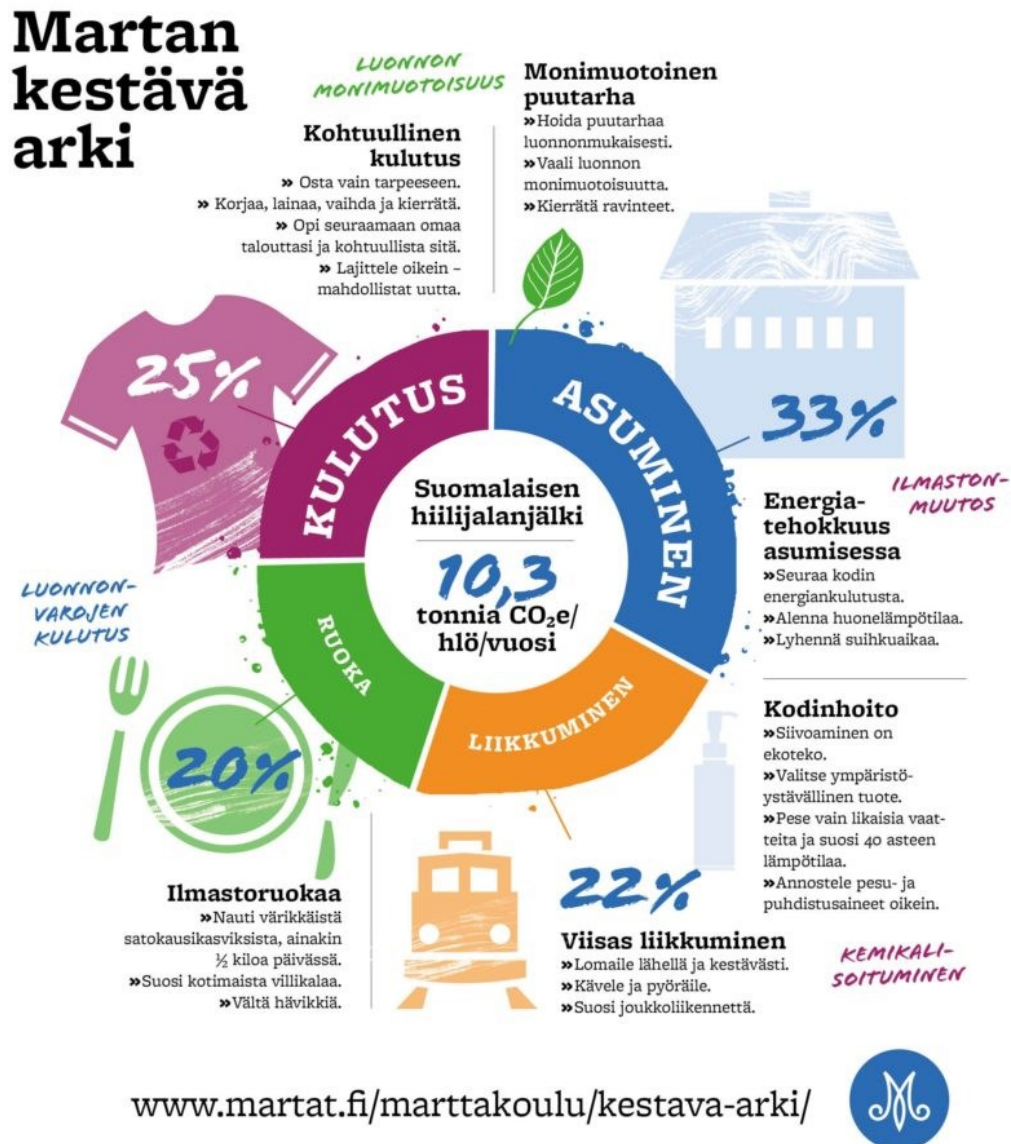 Martan
kestävä
arki
LUONNON
MONIMUOTOISUUS
Kohtuullinen
kulutus
» Osta vain tarpeeseen.
» Korjaa, lainaa, vaihda ja kierrätä.
» Opi seuraamaan omaa
talouttasi ja kohtuullista sitä.
» Lajittele oikein –
mahdollistat uutta.
Monimuotoinen
puutarha
»Hoida puutarhaa
luonnonmukaisesti.
»Vaali luonnon
monimuotoisuutta.
»Kierrätä ravinteet.
25%
KULUTUS
ASUMINEN
33%
Suomalaisen
hiilijalanjälki
10,3
tonnia CO₂e/
hlö/vuosi
ILMASTON-
MUUTOS
Energia-
tehokkuus
asumisessa
»Seuraa kodin
energiankulutusta.
»Alenna huonelämpötilaa.
»Lyhennä suihkuaikaa.
LUONNON-
VAROJEN
KULUTUS
RUOKA
LIIKKUMINEN
20%
Kodinhoito
»Siivoaminen on
ekoteko.
»Valitse ympäristö-
ystävällinen tuote.
»Pese vain likaisia vaat-
teita ja suosi 40 asteen
lämpötilaa.
»Annostele pesu- ja
puhdistusaineet oikein.
Ilmastoruokaa
»Nauti värikkäistä
satokausikasviksista, ainakin
½ kiloa päivässä.
»Suosi kotimaista villikalaa.
»Vältä hävikkiä.
22%
Viisas liikkuminen
»Lomaile lähellä ja kestävästi.
»Kävele ja pyöräile.
»Suosi joukkoliikennettä.
KEMIKALI-
SOITUMINEN
www.martat.fi/marttakoulu/kestava-arki/
M